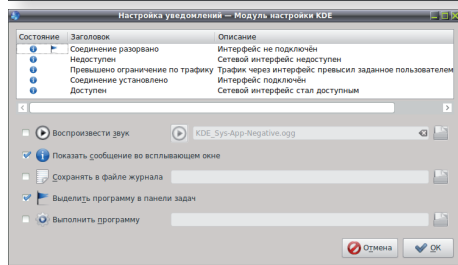 Настройка уведомлений — Модуль настройки KDE
Состояние Заголовок Описание
Соединение разорвано Интерфейс не подключён
Недоступен Сетевой интерфейс недоступен
Превышено ограничение по трафику Трафик через интерфейс превысил заданное пользователем
Соединение установлено Интерфейс подключён
Доступен Сетевой интерфейс стал доступным
Воспроизвести звук KDE_Sys-App-Negative.ogg
Показать сообщение во всплывающем окне
Сохранять в файле журнала
Выделить программу в панели задач
Выполнить программу
Отмена OK